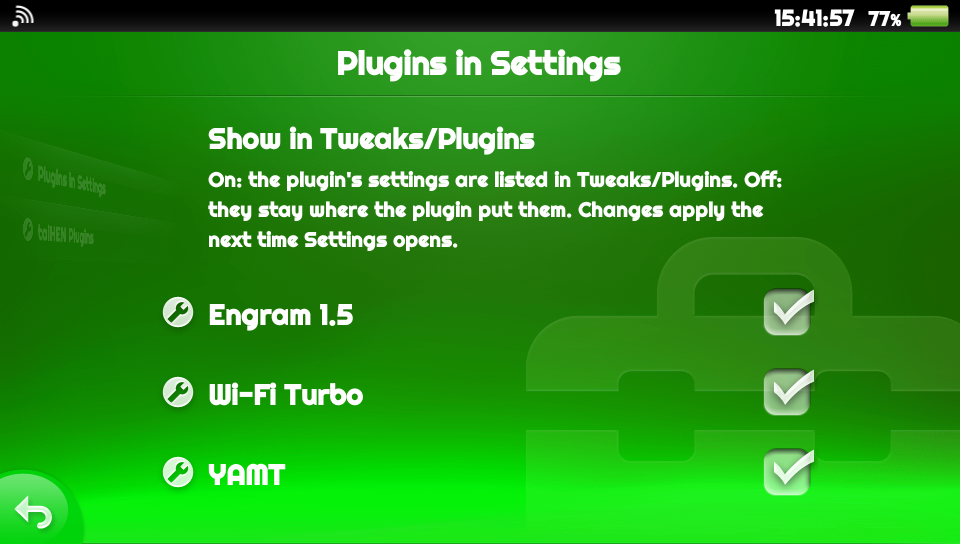 15:41:57 77%
Plugins in Settings
Show in Tweaks/Plugins
On: the plugin's settings are listed in Tweaks/Plugins. Off:
they stay where the plugin put them. Changes apply the
next time Settings opens.
Plugins in Settings
taiHEN Plugins
Engram 1.5
Wi-Fi Turbo
YAMT